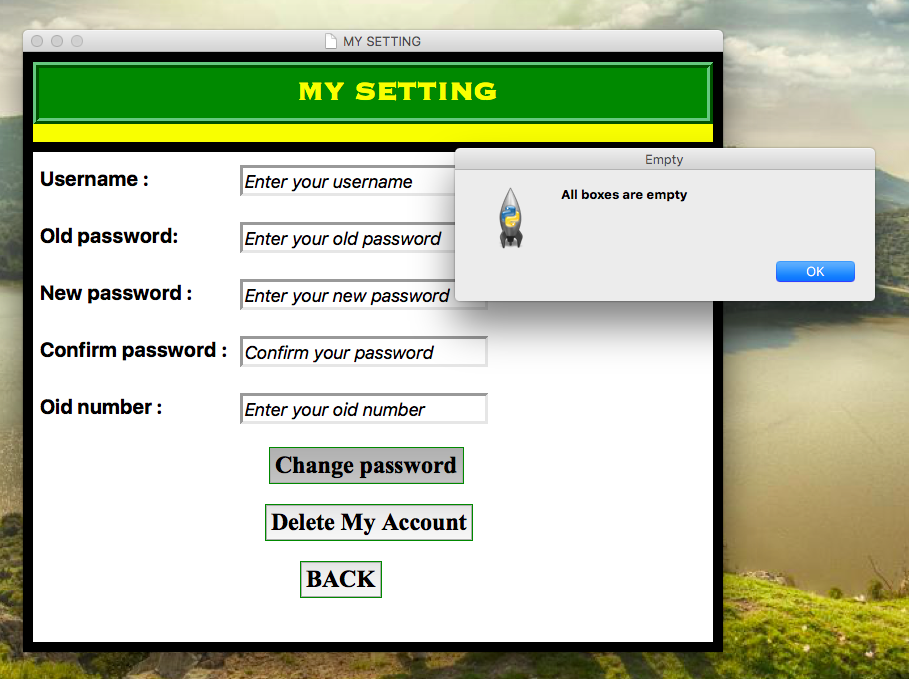 MY SETTING
MY SETTING
Empty
All boxes are empty
OK
Username :
Enter your username
Old password:
Enter your old password
New password :
Enter your new password
Confirm password :
Confirm your password
Oid number :
Enter your oid number
Change password
Delete My Account
BACK